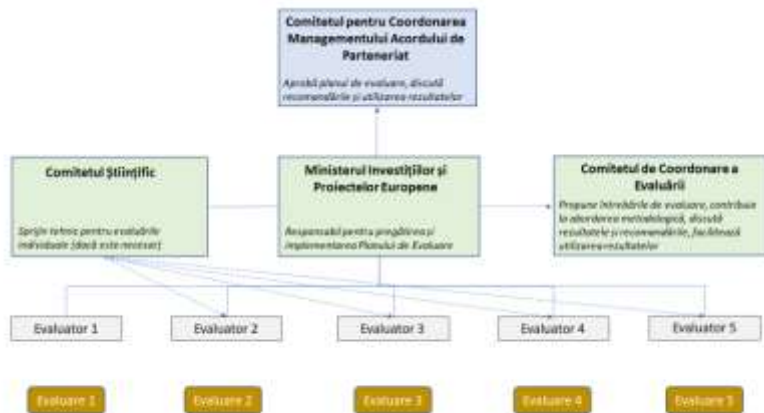 Comitetul pentru Coordonarea
Managementului Acordului de
Parteneriat
Aprobă planul de evaluare, discută
recomandările și utilizarea rezultatelor
Comitetul Științific
Sprijin tehnic pentru evaluările
individuale (dacă este necesar)
Ministerul Investițiilor și
Proiectelor Europene
Responsabil pentru pregătirea și
implementarea Planului de Evaluare
Comitetul de Coordonare a
Evaluării
Propune întrebările de evaluare, contribuie
la abordarea metodologică, discută
rezultatele și recomandările, facilitează
utilizarea rezultatelor
Evaluator 1
Evaluator 2
Evaluator 3
Evaluator 4
Evaluator 5
Evaluare 1
Evaluare 2
Evaluare 3
Evaluare 4
Evaluare 5